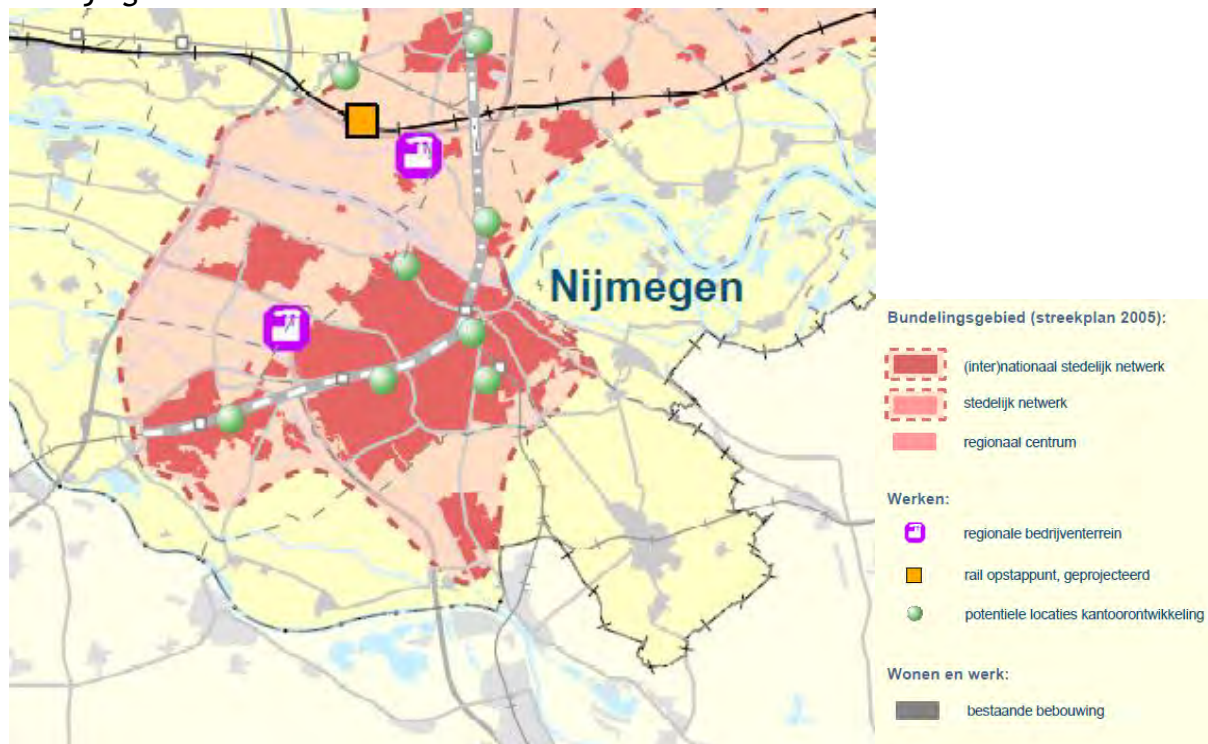 Nijmegen
Bundelingsgebied (streekplan 2005):
(inter)nationaal stedelijk netwerk
stedelijk netwerk
regionaal centrum
Werken:
regionale bedrijventerrein
rail opstappunt, geprojecteerd
potentiele locaties kantoorontwikkeling
Wonen en werk:
bestaande bebouwing